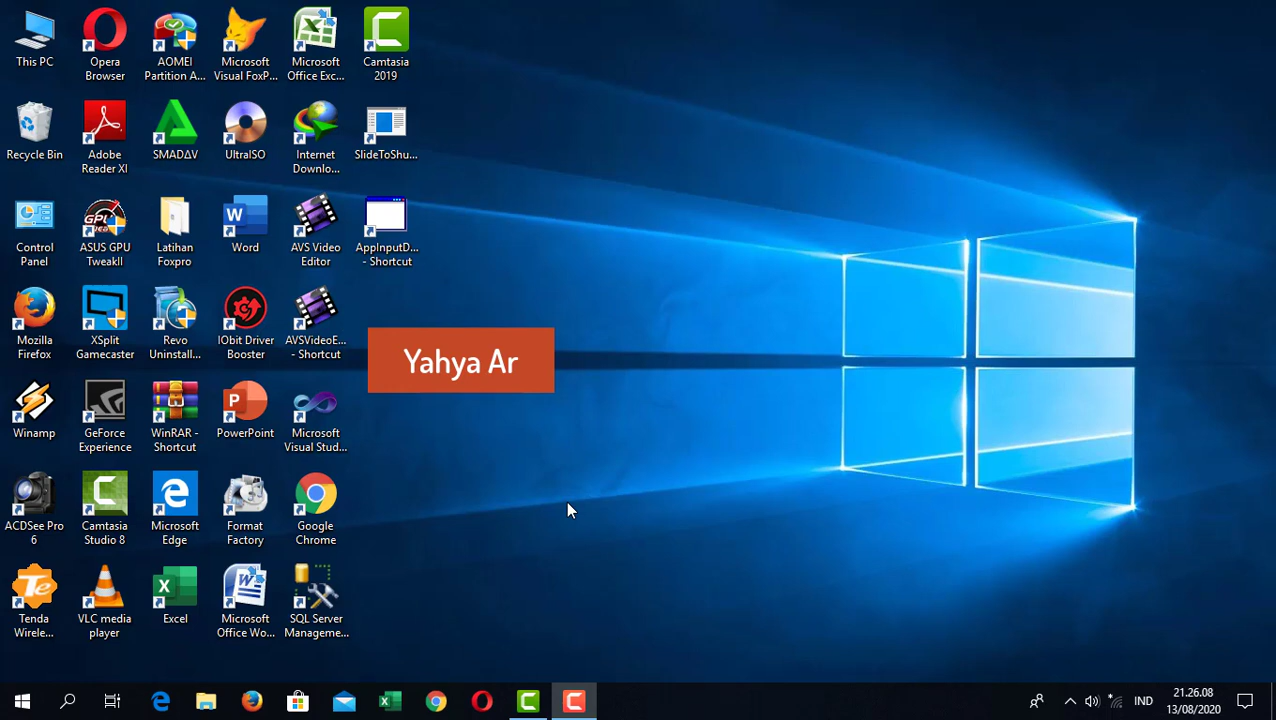 This PC
Opera
Browser
AOMEI
Partition A...
Microsoft
Visual FoxP...
Microsoft
Office Exc...
Camtasia
2019
Recycle Bin
Adobe
Reader XI
SMADΔV
UltraISO
Internet
Downlo...
SlideToShu...
Control
Panel
ASUS GPU
TweakII
Latihan
Foxpro
Word
AVS Video
Editor
AppInputD...
- Shortcut
Mozilla
Firefox
XSplit
Gamecaster
Revo
Uninstall...
IObit Driver
Booster
AVSVideoE...
- Shortcut
Yahya Ar
Winamp
GeForce
Experience
WinRAR -
Shortcut
PowerPoint
Microsoft
Visual Stud...
ACDSee Pro
6
Camtasia
Studio 8
Microsoft
Edge
Format
Factory
Google
Chrome
Tenda
Wirele...
VLC media
player
Excel
Microsoft
Office Wo...
SQL Server
Manageme...
IND
21.26.08
13/08/2020